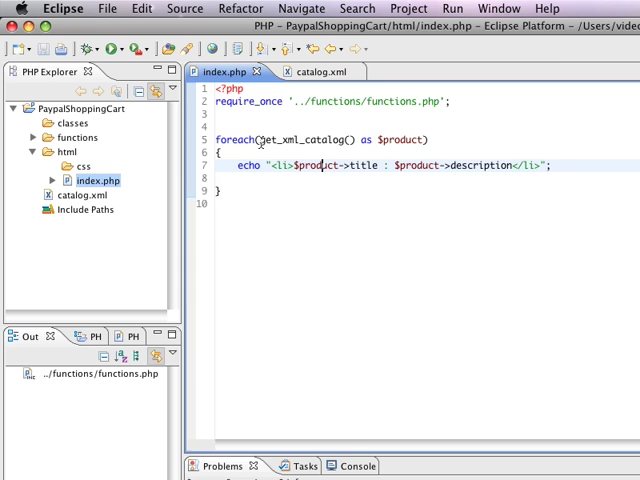 Eclipse File Edit Refactor Navigate Search Project Run Window
PHP - PaypalShoppingCart/html/index.php - Eclipse Platform - /Users/video
PHP Explorer
PaypalShoppingCart
classes
functions
html
css
index.php
catalog.xml
Include Paths
Out PH PH
../functions/functions.php
index.php catalog.xml
1 <?php
2 require_once '../functions/functions.php';
3
4
5 foreach(get_xml_catalog() as $product)
6 {
7 echo "<li>$product->title : $product->description</li>";
8
9 }
10
Problems Tasks Console